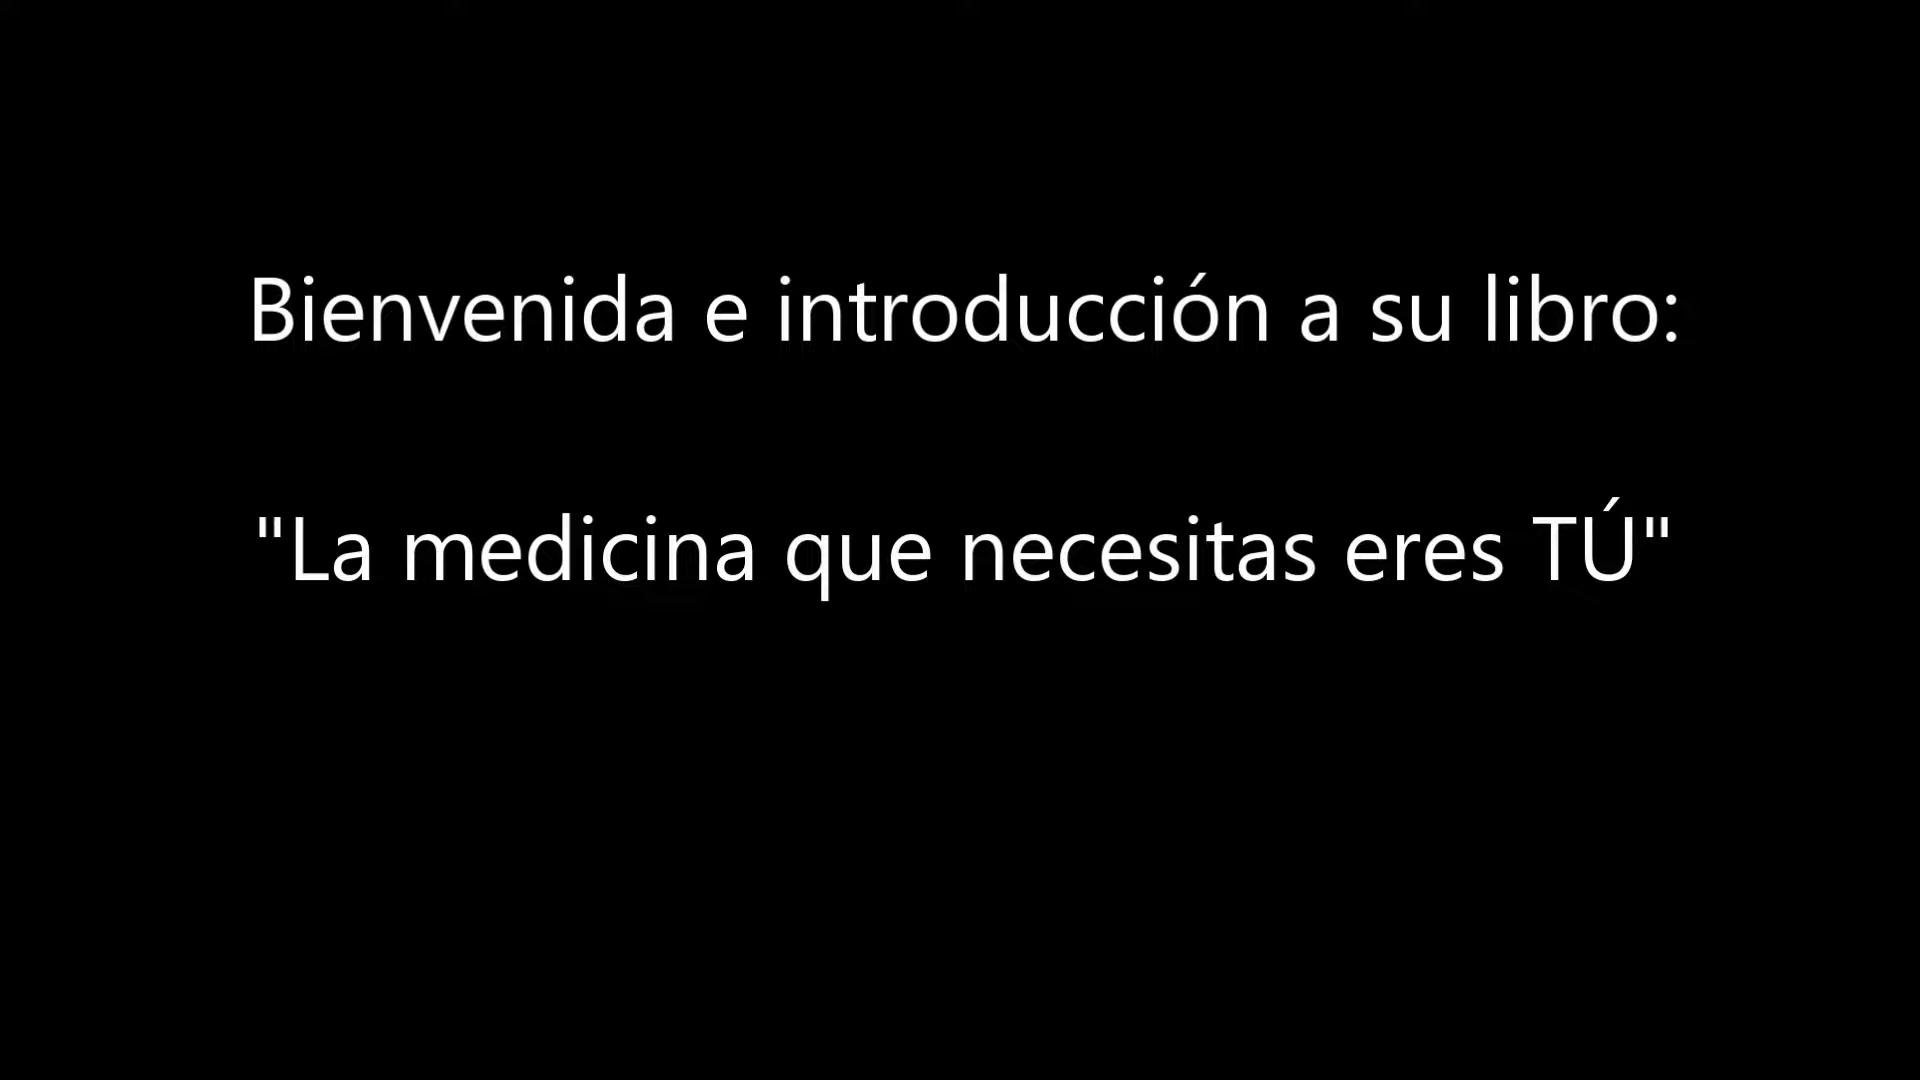 Bienvenida e introducción a su libro:
"La medicina que necesitas eres TÚ"